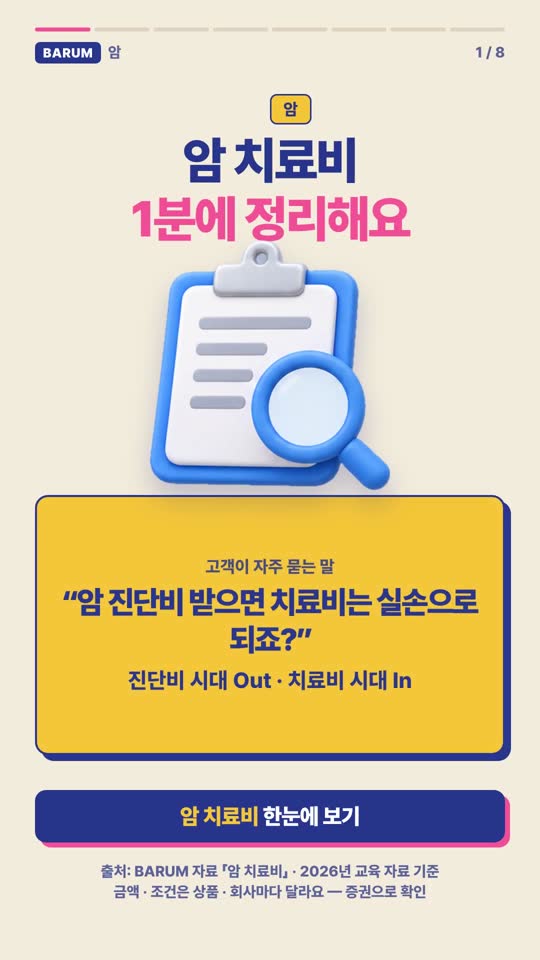 BARUM 암
1 / 8
암
암 치료비
1분에 정리해요
고객이 자주 묻는 말
“암 진단비 받으면 치료비는 실손으로
되죠?”
진단비 시대 Out · 치료비 시대 In
암 치료비 한눈에 보기
출처: BARUM 자료 「암 치료비」 · 2026년 교육 자료 기준
금액 · 조건은 상품 · 회사마다 달라요 — 증권으로 확인